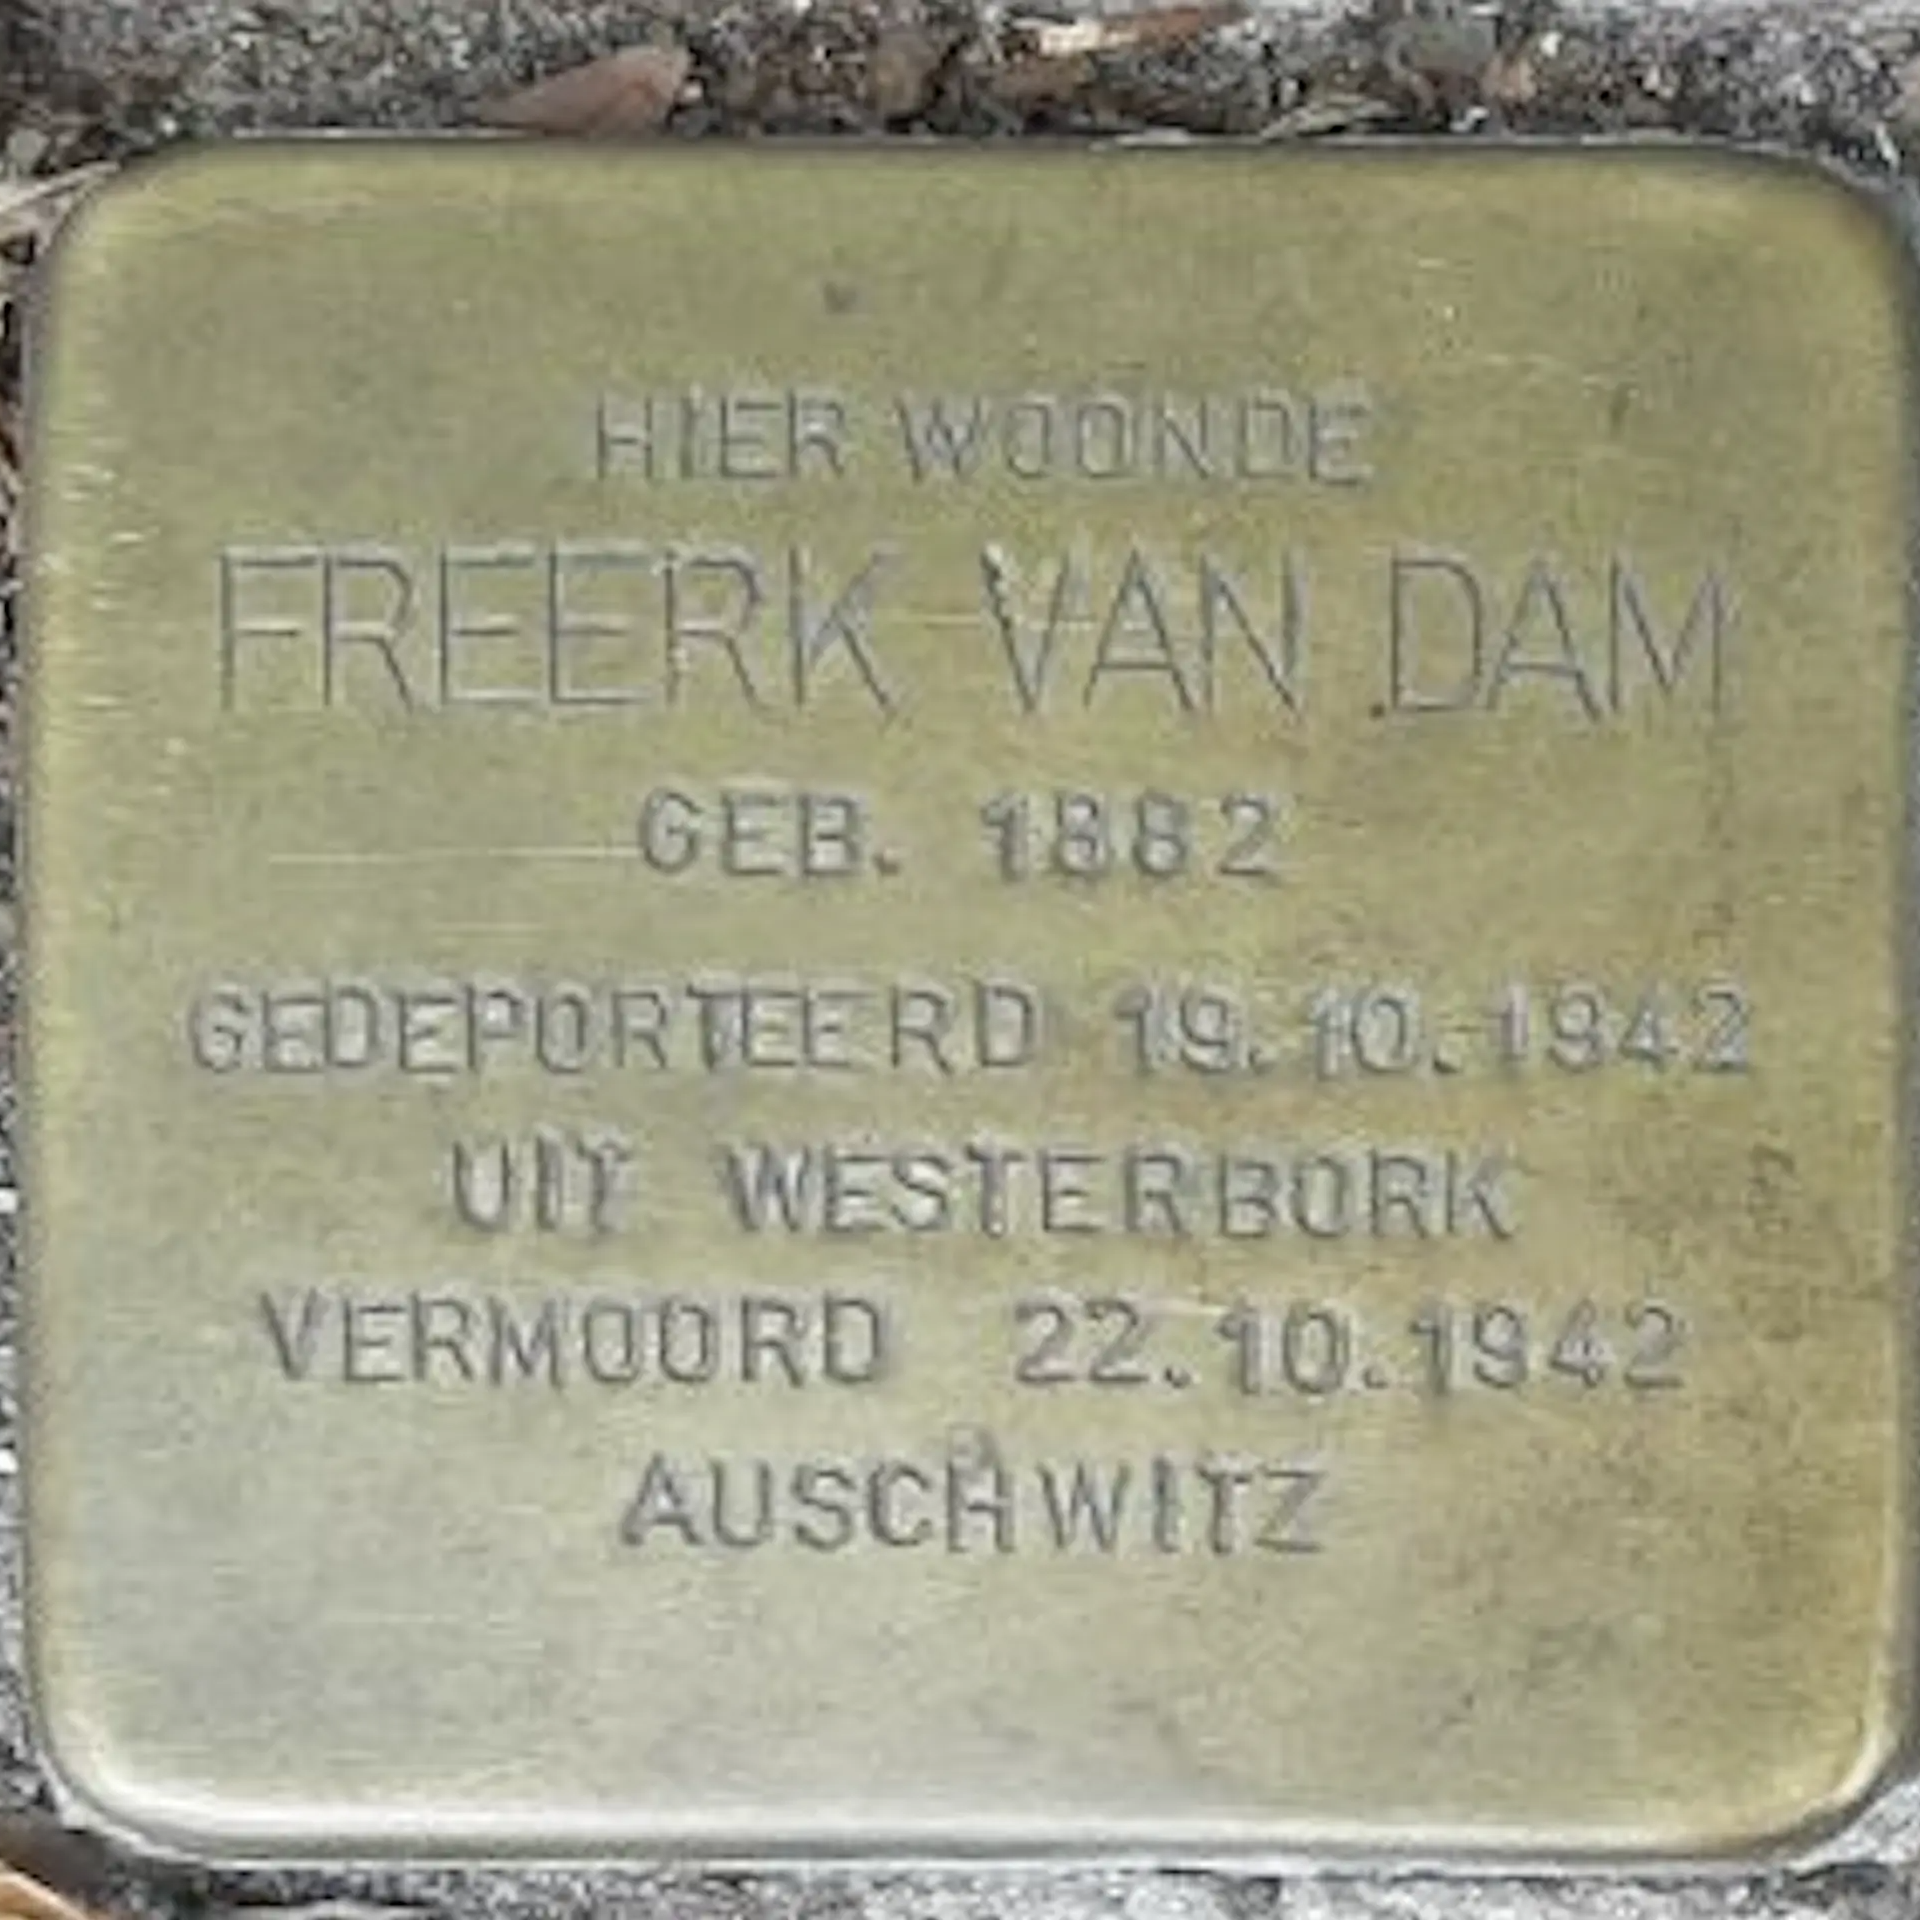 HIER WOONDE
FREERK VAN DAM
GEB. 1882
GEDEPORTEERD 19.10.1942
UIT WESTERBORK
VERMOORD 22.10.1942
AUSCHWITZ